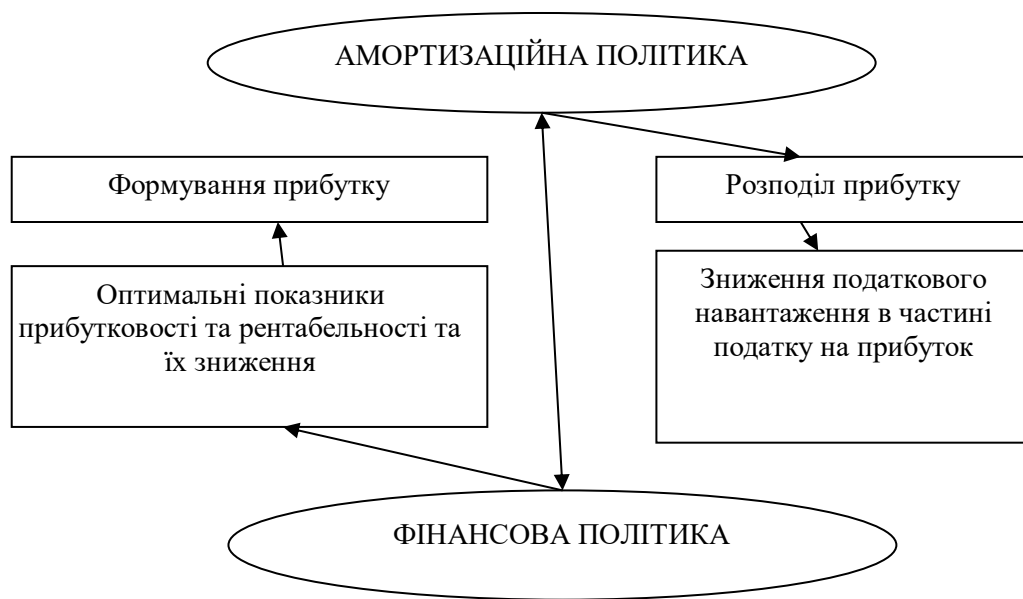 АМОРТИЗАЦІЙНА ПОЛІТИКА
Формування прибутку
Розподіл прибутку
Оптимальні показники
прибутковості та рентабельності та
їх зниження
Зниження податкового
навантаження в частині
податку на прибуток
ФІНАНСОВА ПОЛІТИКА